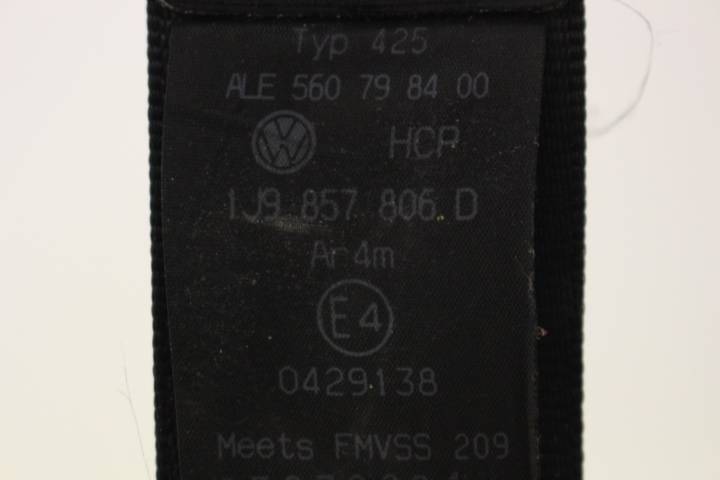 Typ 425
ALE 560 79 84 00
HCP
1J9 857 806 D
Ar4m
E4
0429138
Meets FMVSS 209